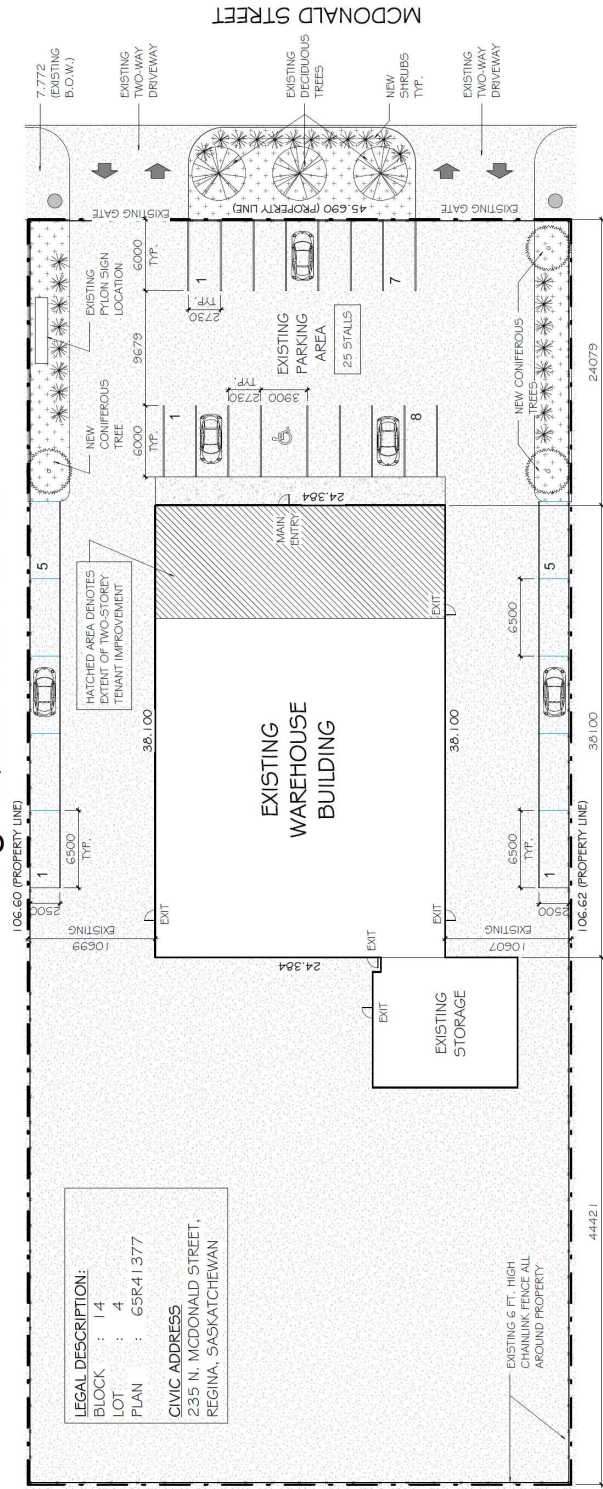 106.60 (PROPERTY LINE)
LEGAL DESCRIPTION:
BLOCK : 14
LOT : 4
PLAN : 65R41377
CIVIC ADDRESS
235 N. MCDONALD STREET,
REGINA, SASKATCHEWAN
EXISTING 6 FT. HIGH
CHAINLINK FENCE ALL
AROUND PROPERTY
2500
1
6500
TYP.
5
EXISTING
10699
EXIT
38.100
HATCHED AREA DENOTES
EXTENT OF TWO-STOREY
TENANT IMPROVEMENT
24.384
EXISTING
WAREHOUSE
BUILDING
MAIN
ENTRY
24.384
EXIT
EXIT
EXISTING
STORAGE
EXIT
EXIT
38.100
EXISTING
10607
2500
1
6500
TYP.
6500
5
106.62 (PROPERTY LINE)
NEW
CONIFEROUS
TREE
EXISTING
PYLON SIGN
LOCATION
6000
TYP.
9679
6000
TYP.
1
2730
TYP
3900
8
EXISTING
PARKING
AREA
25 STALLS
2730
TYP.
1
7
NEW CONIFEROUS
TREES
EXISTING GATE
45.690 (PROPERTY LINE)
EXISTING GATE
7.772
(EXISTING
B.O.W.)
EXISTING
TWO-WAY
DRIVEWAY
EXISTING
DECIDUOUS
TREES
NEW
SHRUBS
TYP.
EXISTING
TWO-WAY
DRIVEWAY
MCDONALD STREET
44421
38100
24079